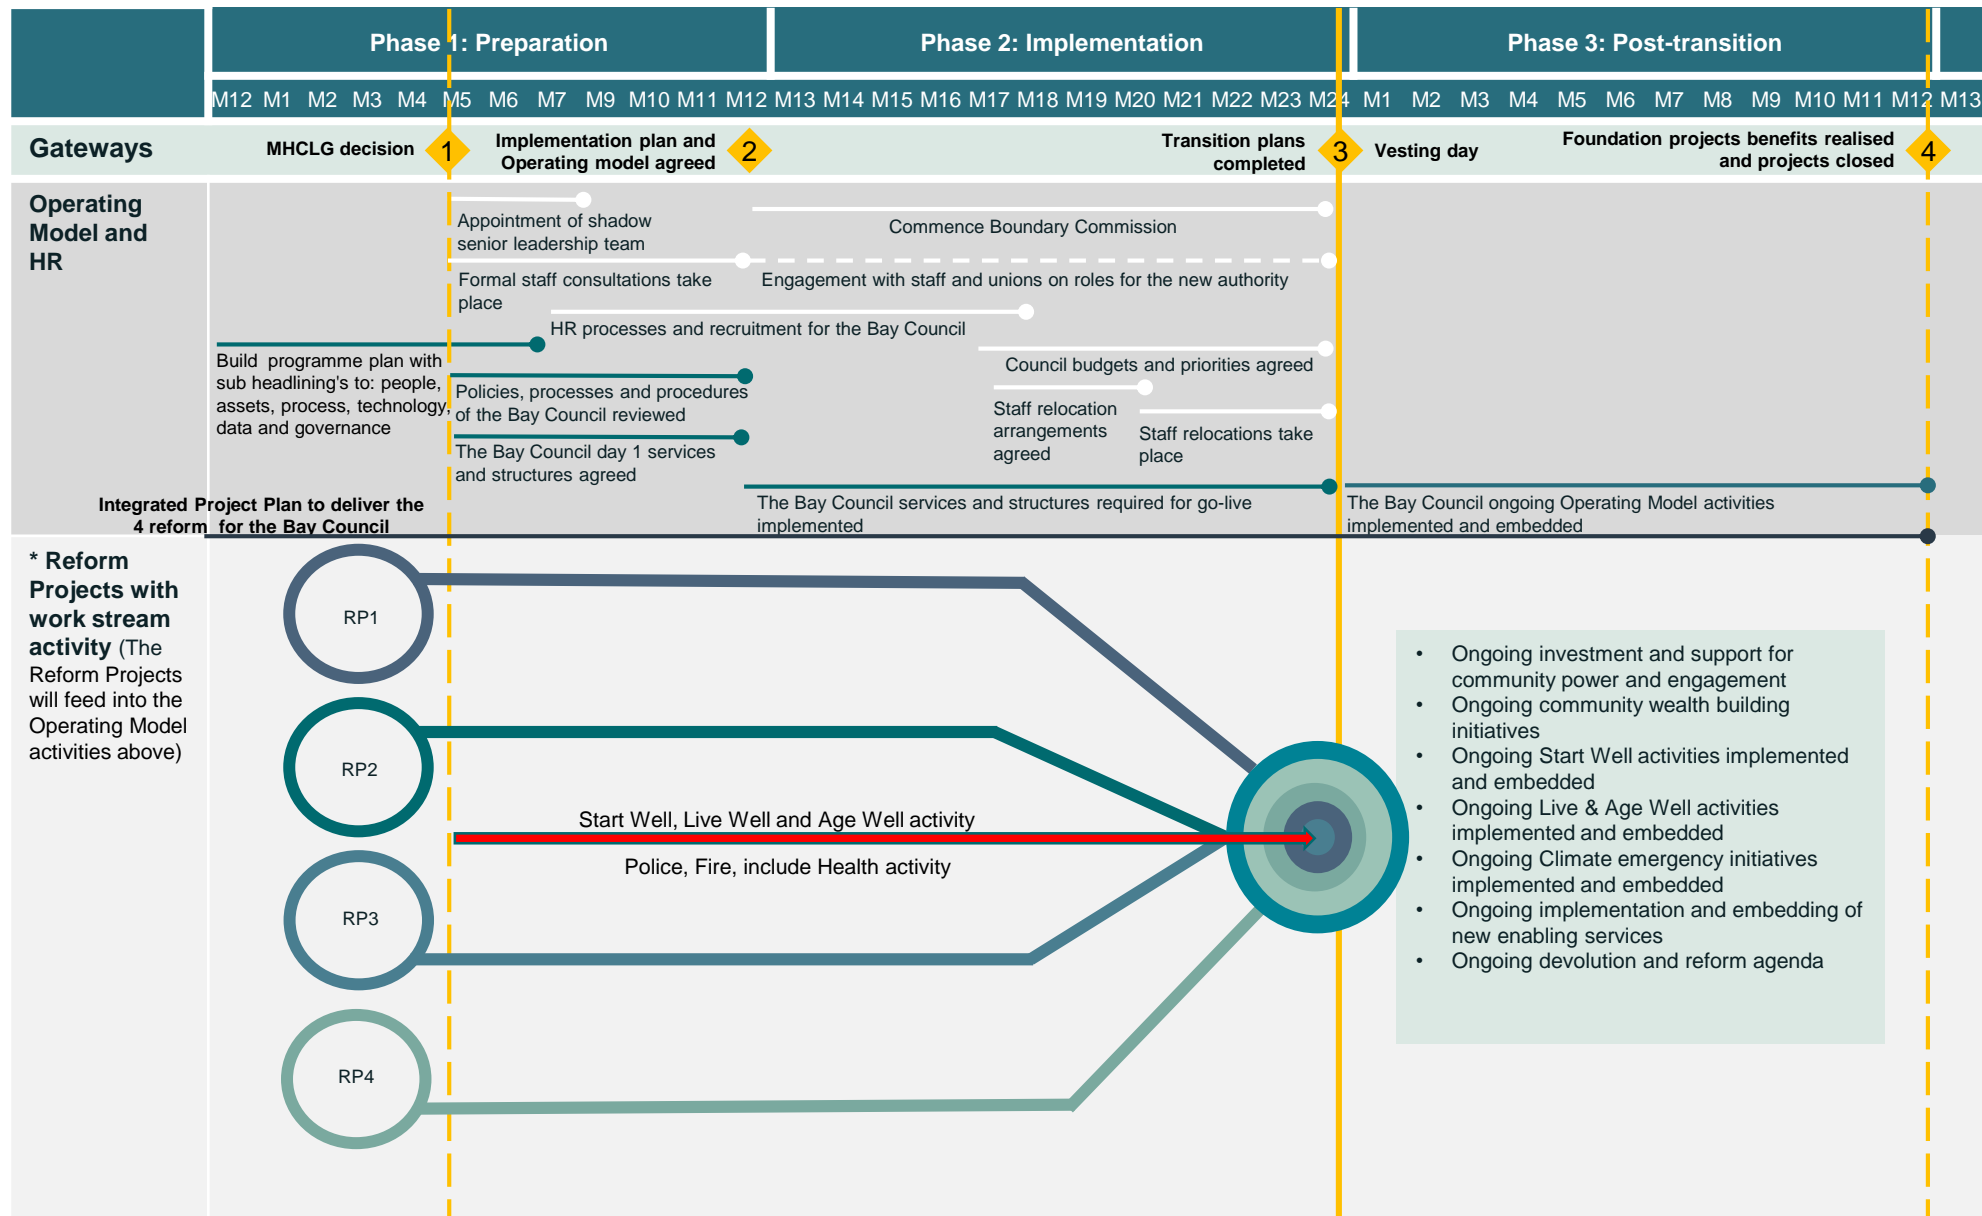 Phase 1: Preparation
Phase 2: Implementation
Phase 3: Post-transition
M12 M1 M2 M3 M4 M5 M6 M7 M9 M10 M11 M12 M13 M14 M15 M16 M17 M18 M19 M20 M21 M22 M23 M24 M1 M2 M3 M4 M5 M6 M7 M8 M9 M10 M11 M12 M13
Gateways
MHCLG decision
1
Implementation plan and
Operating model agreed
2
Transition plans
completed
3
Vesting day
Foundation projects benefits realised
and projects closed
4
Operating
Model and
HR
Appointment of shadow
senior leadership team
Commence Boundary Commission
Formal staff consultations take
place
Engagement with staff and unions on roles for the new authority
HR processes and recruitment for the Bay Council
Build programme plan with
sub headlining's to: people,
assets, process, technology,
data and governance
Council budgets and priorities agreed
Policies, processes and procedures
of the Bay Council reviewed
Staff relocation
arrangements
agreed
Staff relocations take
place
The Bay Council day 1 services
and structures agreed
The Bay Council services and structures required for go-live
implemented
The Bay Council ongoing Operating Model activities
implemented and embedded
Integrated Project Plan to deliver the
4 reform for the Bay Council
* Reform
Projects with
work stream
activity (The
Reform Projects
will feed into the
Operating Model
activities above)
RP1
RP2
RP3
RP4
Start Well, Live Well and Age Well activity
Police, Fire, include Health activity
• Ongoing investment and support for
community power and engagement
• Ongoing community wealth building
initiatives
• Ongoing Start Well activities implemented
and embedded
• Ongoing Live & Age Well activities
implemented and embedded
• Ongoing Climate emergency initiatives
implemented and embedded
• Ongoing implementation and embedding of
new enabling services
• Ongoing devolution and reform agenda